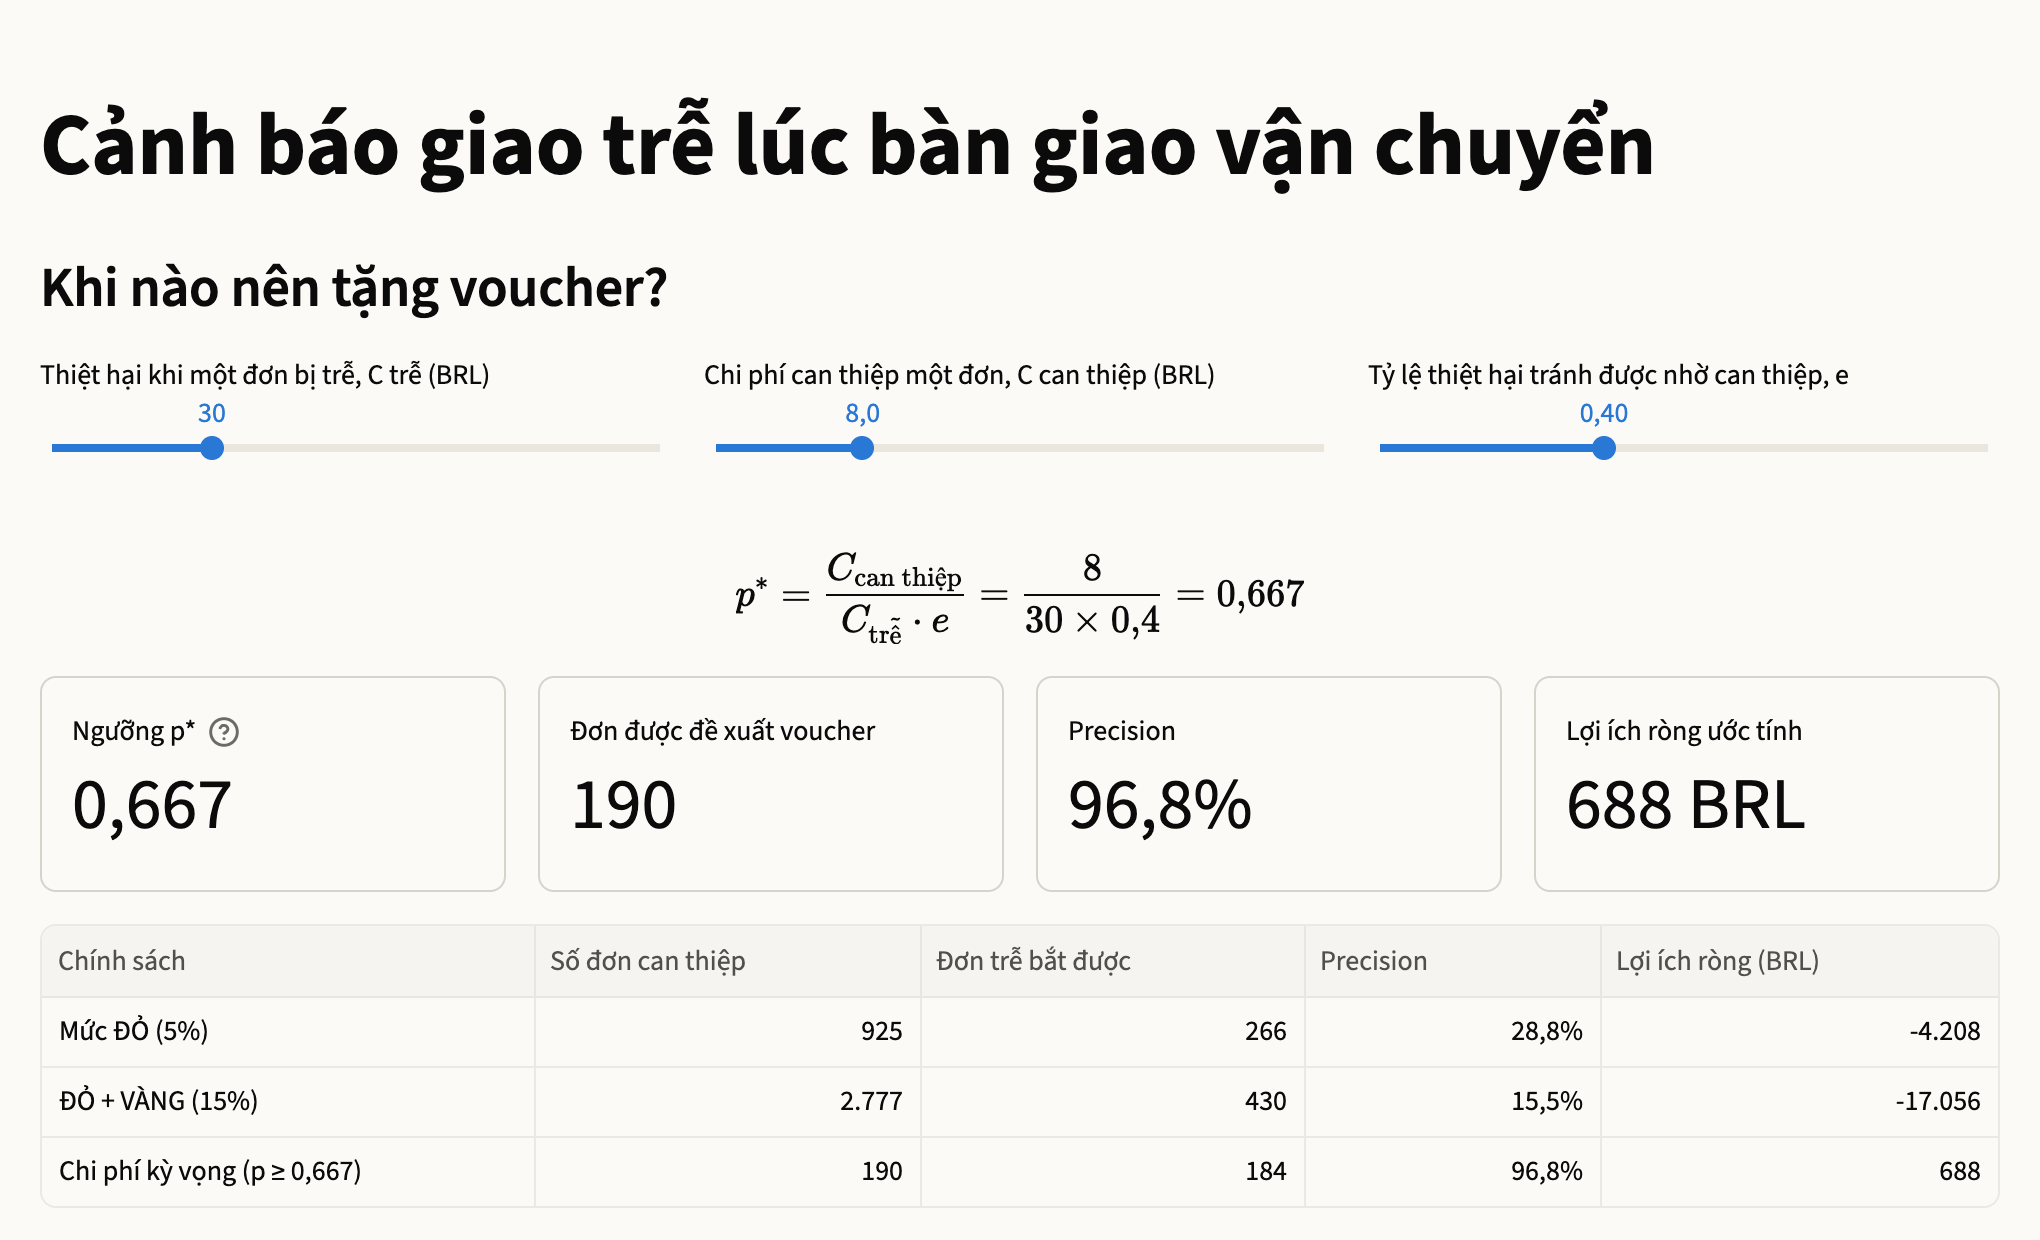 Cảnh báo giao trễ lúc bàn giao vận chuyển
Khi nào nên tặng voucher?
Thiệt hại khi một đơn bị trễ, C trễ (BRL)
30
Chi phí can thiệp một đơn, C can thiệp (BRL)
8,0
Tỷ lệ thiệt hại tránh được nhờ can thiệp, e
0,40
p* = C can thiệp / C trễ · e = 8 / 30 × 0,4 = 0,667
Ngưỡng p* ?
0,667
Đơn được đề xuất voucher
190
Precision
96,8%
Lợi ích ròng ước tính
688 BRL
Chính sách Số đơn can thiệp Đơn trễ bắt được Precision Lợi ích ròng (BRL)
Mức ĐỎ (5%) 925 266 28,8% -4.208
ĐỎ + VÀNG (15%) 2.777 430 15,5% -17.056
Chi phí kỳ vọng (p ≥ 0,667) 190 184 96,8% 688